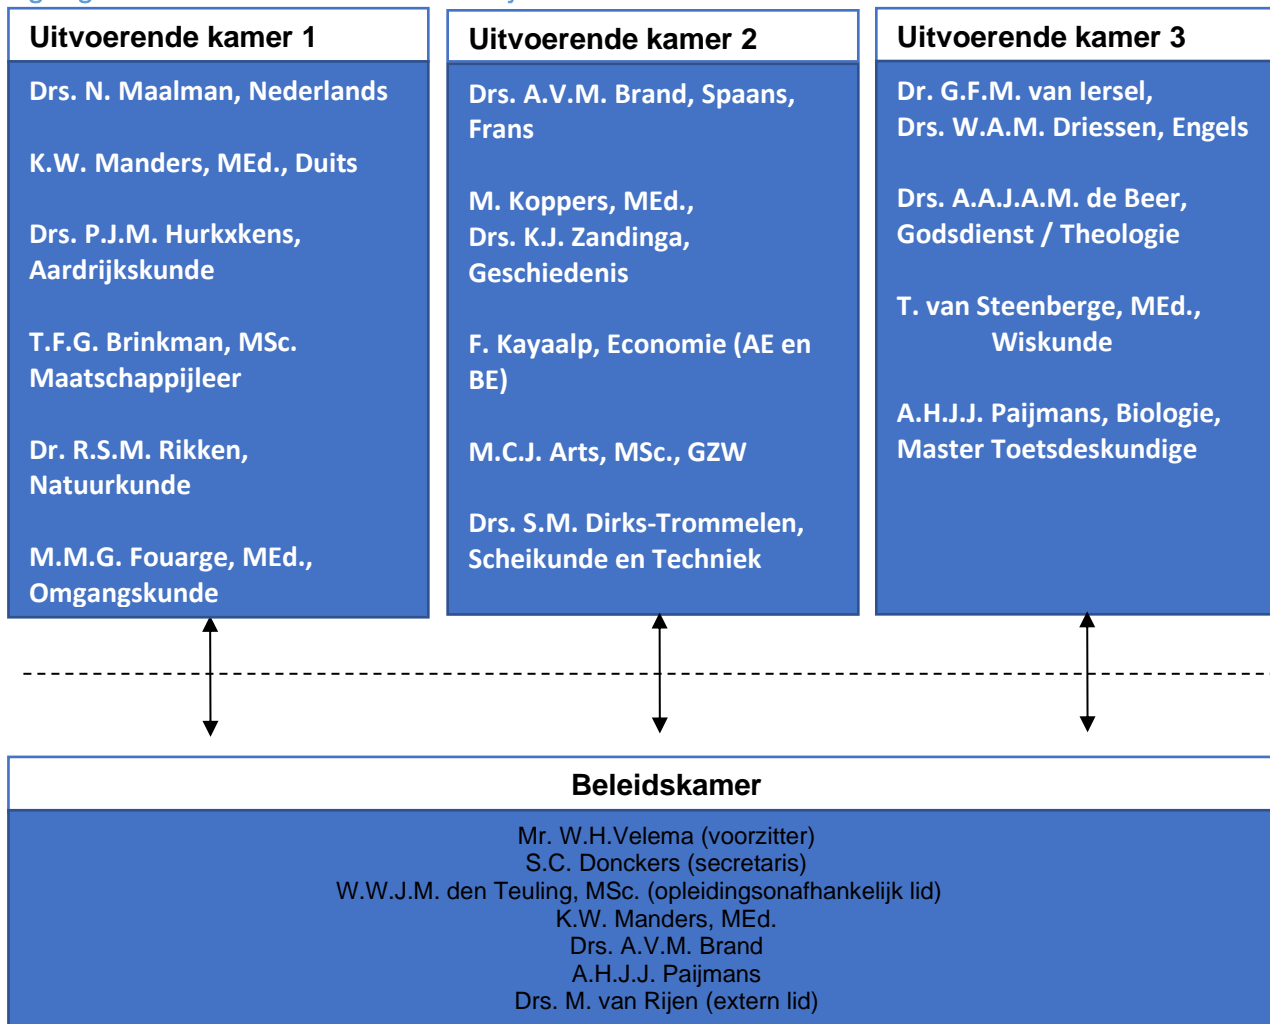 Uitvoerende kamer 1
Drs. N. Maalman, Nederlands
K.W. Manders, MEd., Duits
Drs. P.J.M. Hurkxkens,
Aardrijkskunde
T.F.G. Brinkman, MSc.
Maatschappijleer
Dr. R.S.M. Rikken,
Natuurkunde
M.M.G. Fouarge, MEd.,
Omgangskunde
Uitvoerende kamer 2
Drs. A.V.M. Brand, Spaans,
Frans
M. Koppers, MEd.,
Drs. K.J. Zandinga,
Geschiedenis
F. Kayaalp, Economie (AE en
BE)
M.C.J. Arts, MSc., GZW
Drs. S.M. Dirks-Trommelen,
Scheikunde en Techniek
Uitvoerende kamer 3
Dr. G.F.M. van Iersel,
Drs. W.A.M. Driessen, Engels
Drs. A.A.J.A.M. de Beer,
Godsdienst / Theologie
T. van Steenberge, MEd.,
Wiskunde
A.H.J.J. Paijmans, Biologie,
Master Toetsdeskundige
Beleidskamer
Mr. W.H.Velema (voorzitter)
S.C. Donckers (secretaris)
W.W.J.M. den Teuling, MSc. (opleidingsonafhankelijk lid)
K.W. Manders, MEd.
Drs. A.V.M. Brand
A.H.J.J. Paijmans
Drs. M. van Rijen (extern lid)